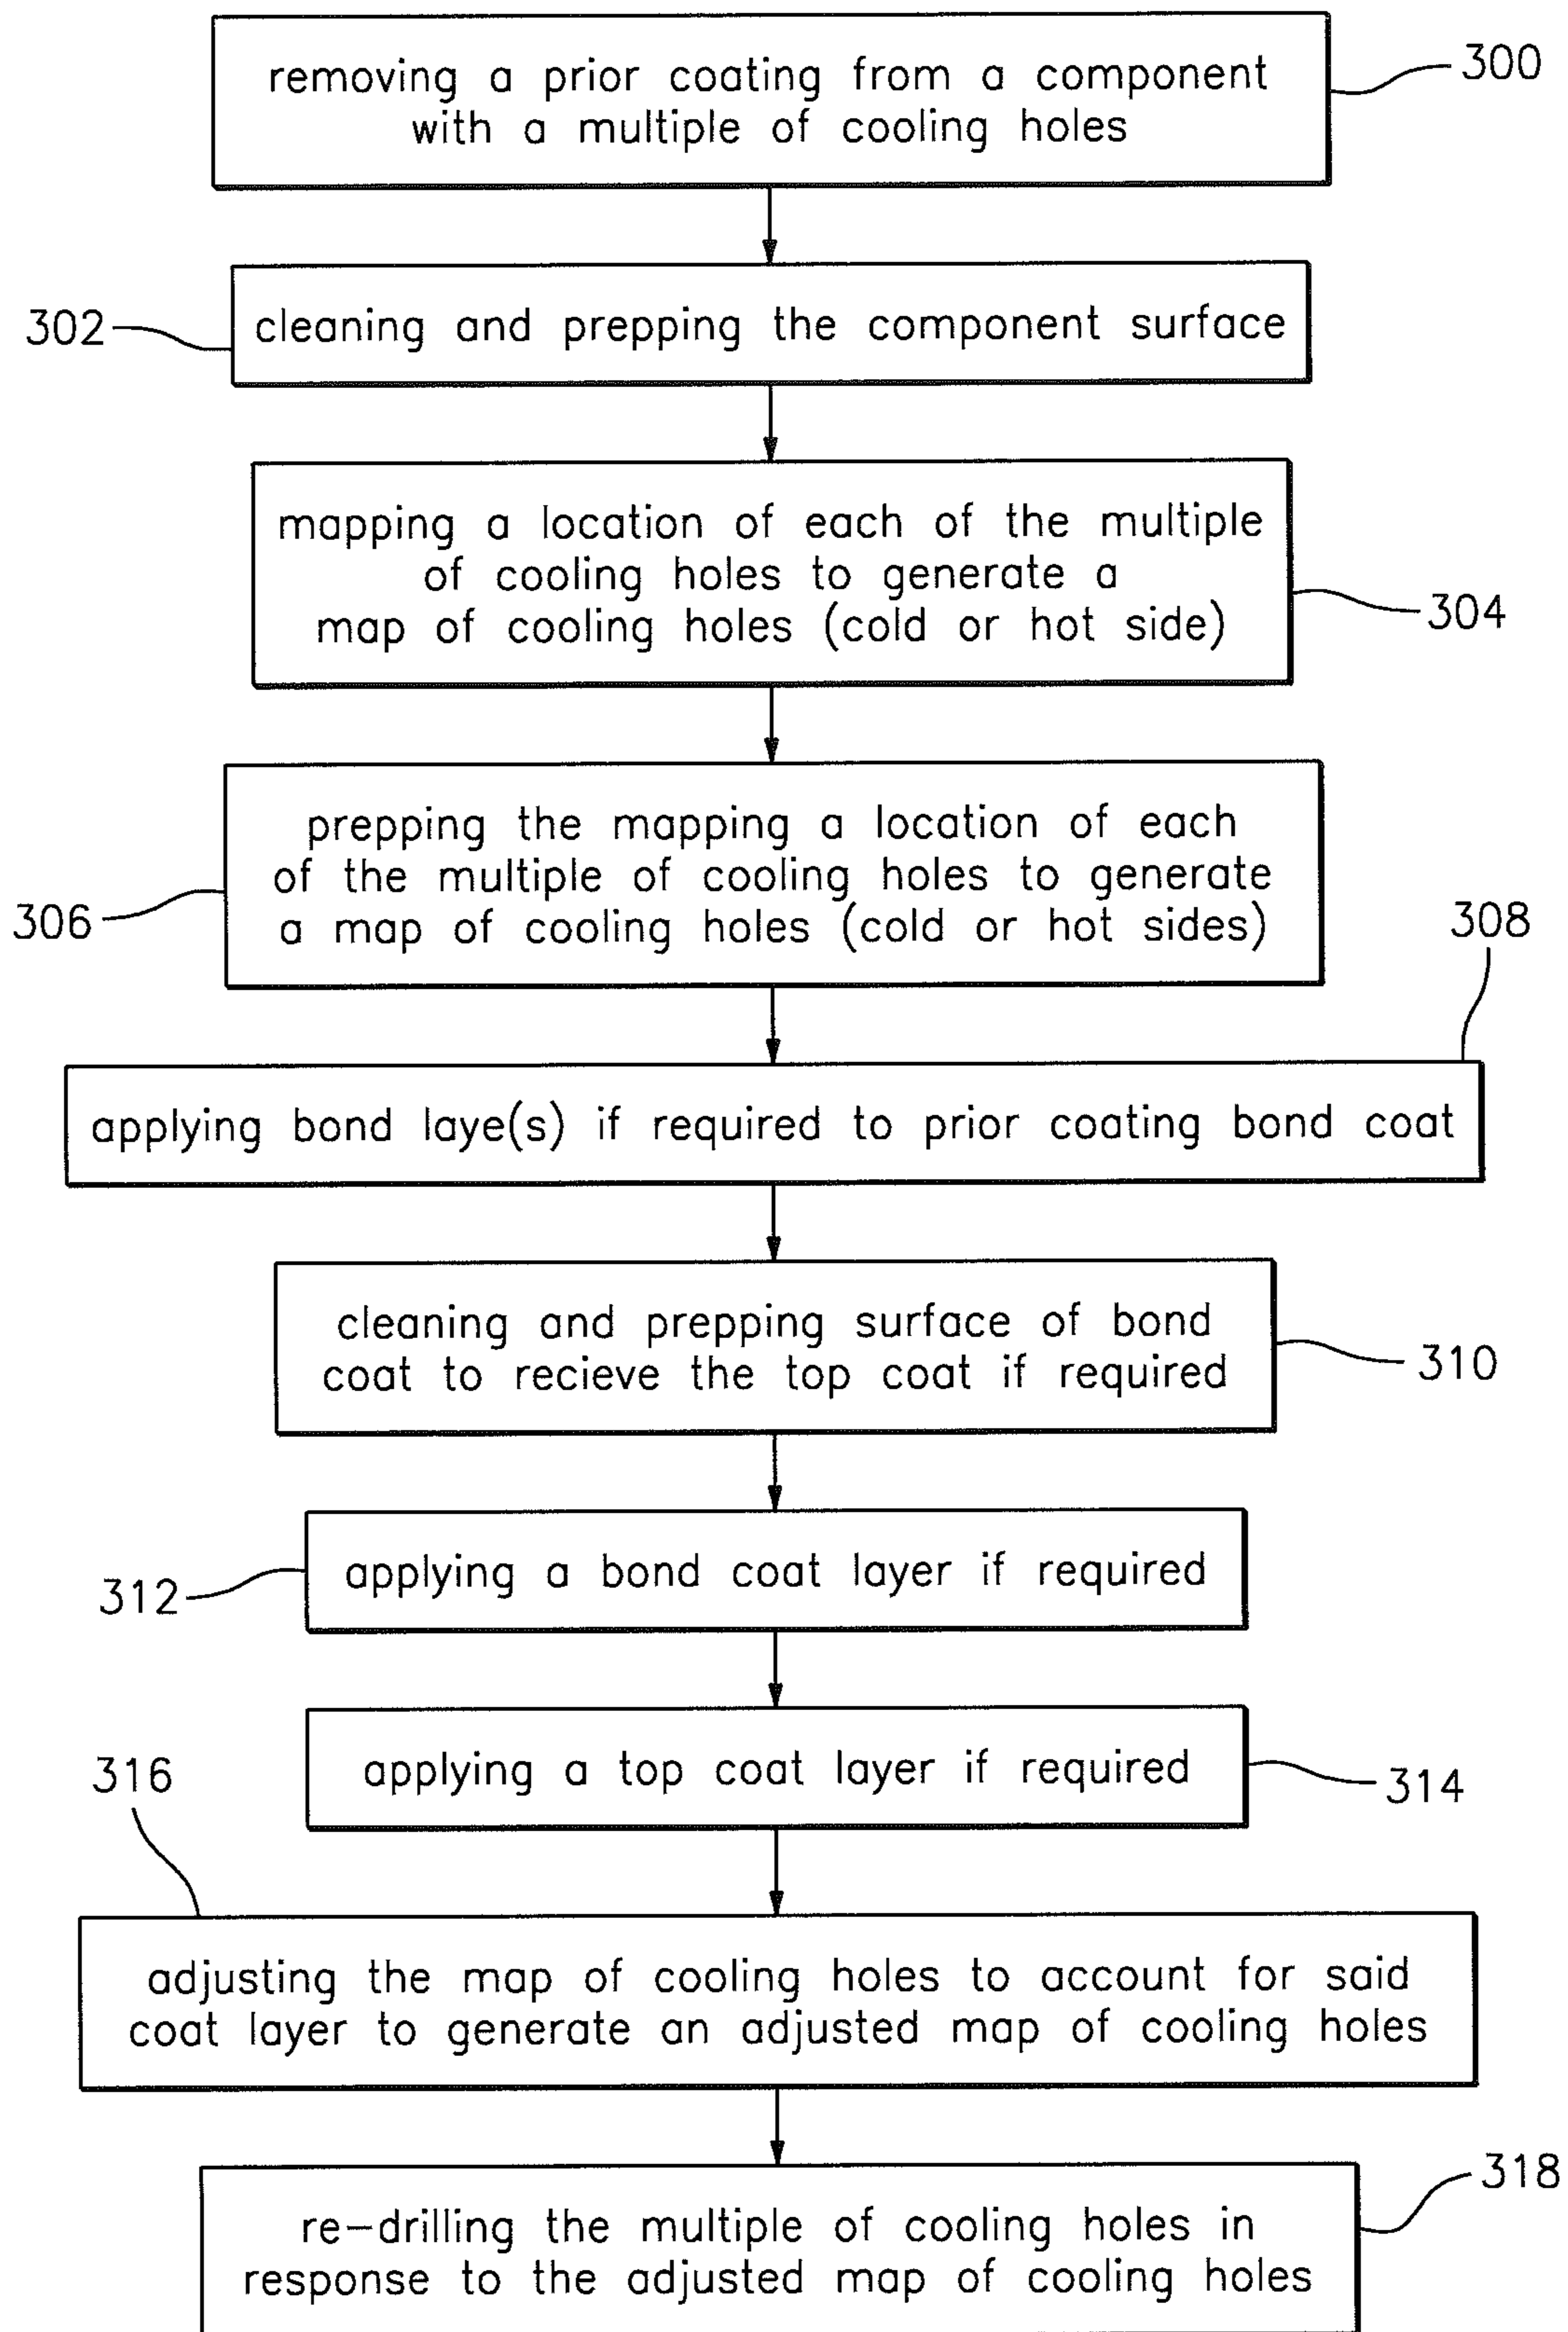 removing a prior coating from a component
with a multiple of cooling holes
300
302
cleaning and prepping the component surface
mapping a location of each of the multiple
of cooling holes to generate a
map of cooling holes (cold or hot side)
304
prepping the mapping a location of each
of the multiple of cooling holes to generate
a map of cooling holes (cold or hot sides)
306
308
applying bond laye(s) if required to prior coating bond coat
cleaning and prepping surface of bond
coat to recieve the top coat if required
310
applying a bond coat layer if required
312
applying a top coat layer if required
314
316
adjusting the map of cooling holes to account for said
coat layer to generate an adjusted map of cooling holes
318
re-drilling the multiple of cooling holes in
response to the adjusted map of cooling holes